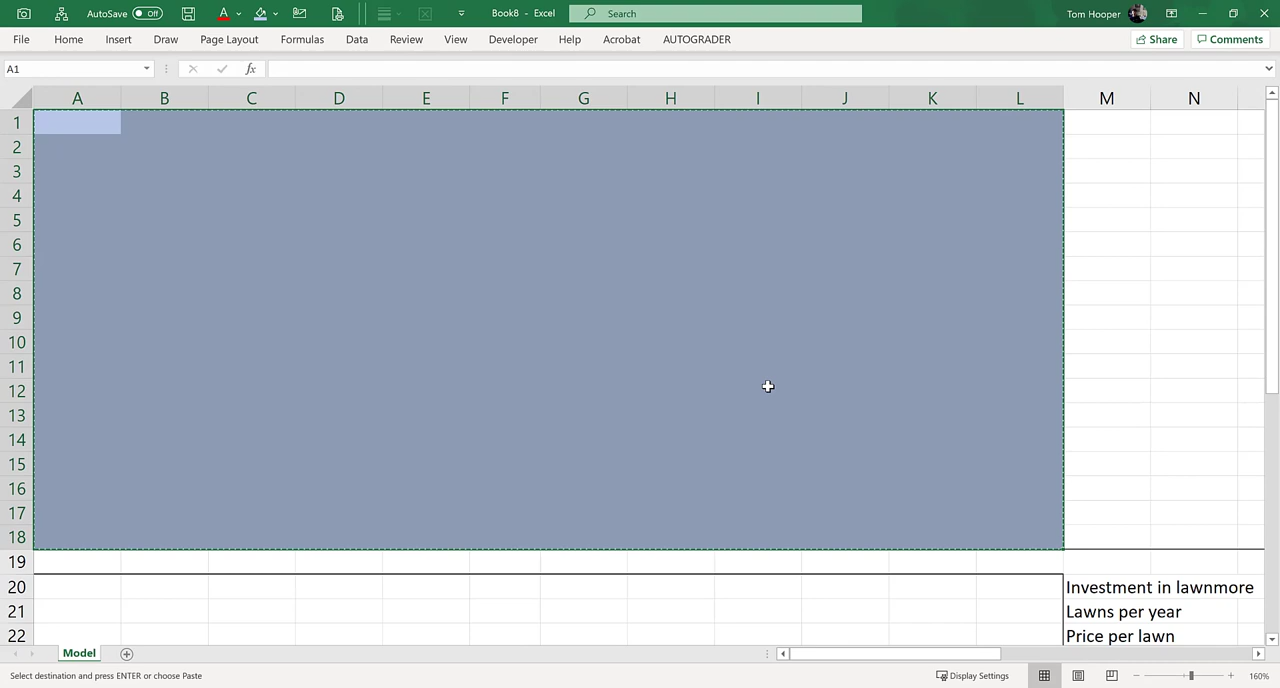 AutoSave Off Book8 - Excel Search Tom Hooper
File Home Insert Draw Page Layout Formulas Data Review View Developer Help Acrobat AUTOGRADER Share Comments
A1 fx
A B C D E F G H I J K L M N
1
2
3
4
5
6
7
8
9
10
11
12
13
14
15
16
17
18
19
20 Investment in lawnmore
21 Lawns per year
22 Price per lawn
Model
Select destination and press ENTER or choose Paste Display Settings 160%